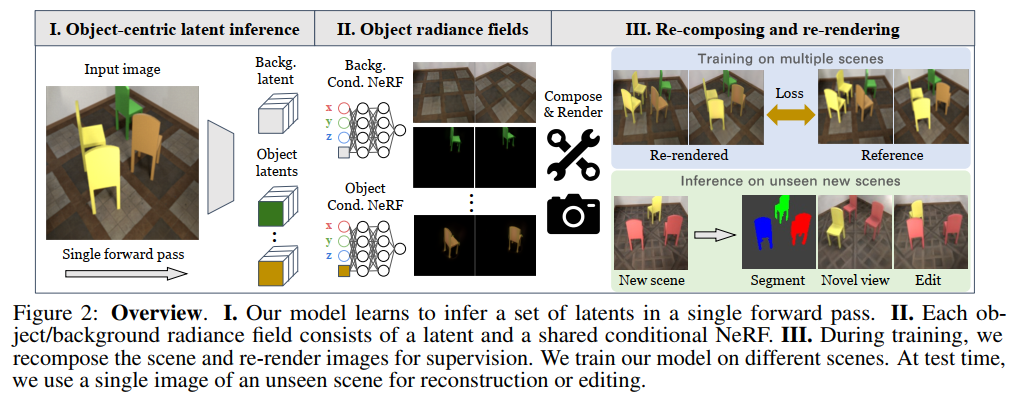 I. Object-centric latent inference
II. Object radiance fields
III. Re-composing and re-rendering
Input image
Backg.
latent
Object
latents
Single forward pass
Backg.
Cond. NeRF
x
y
z
Object
Cond. NeRF
x
y
z
Compose
& Render
Training on multiple scenes
Loss
Re-rendered
Reference
Inference on unseen new scenes
New scene
Segment
Novel view
Edit
Figure 2: Overview. I. Our model learns to infer a set of latents in a single forward pass. II. Each ob-
ject/background radiance field consists of a latent and a shared conditional NeRF. III. During training, we
recompose the scene and re-render images for supervision. We train our model on different scenes. At test time,
we use a single image of an unseen scene for reconstruction or editing.